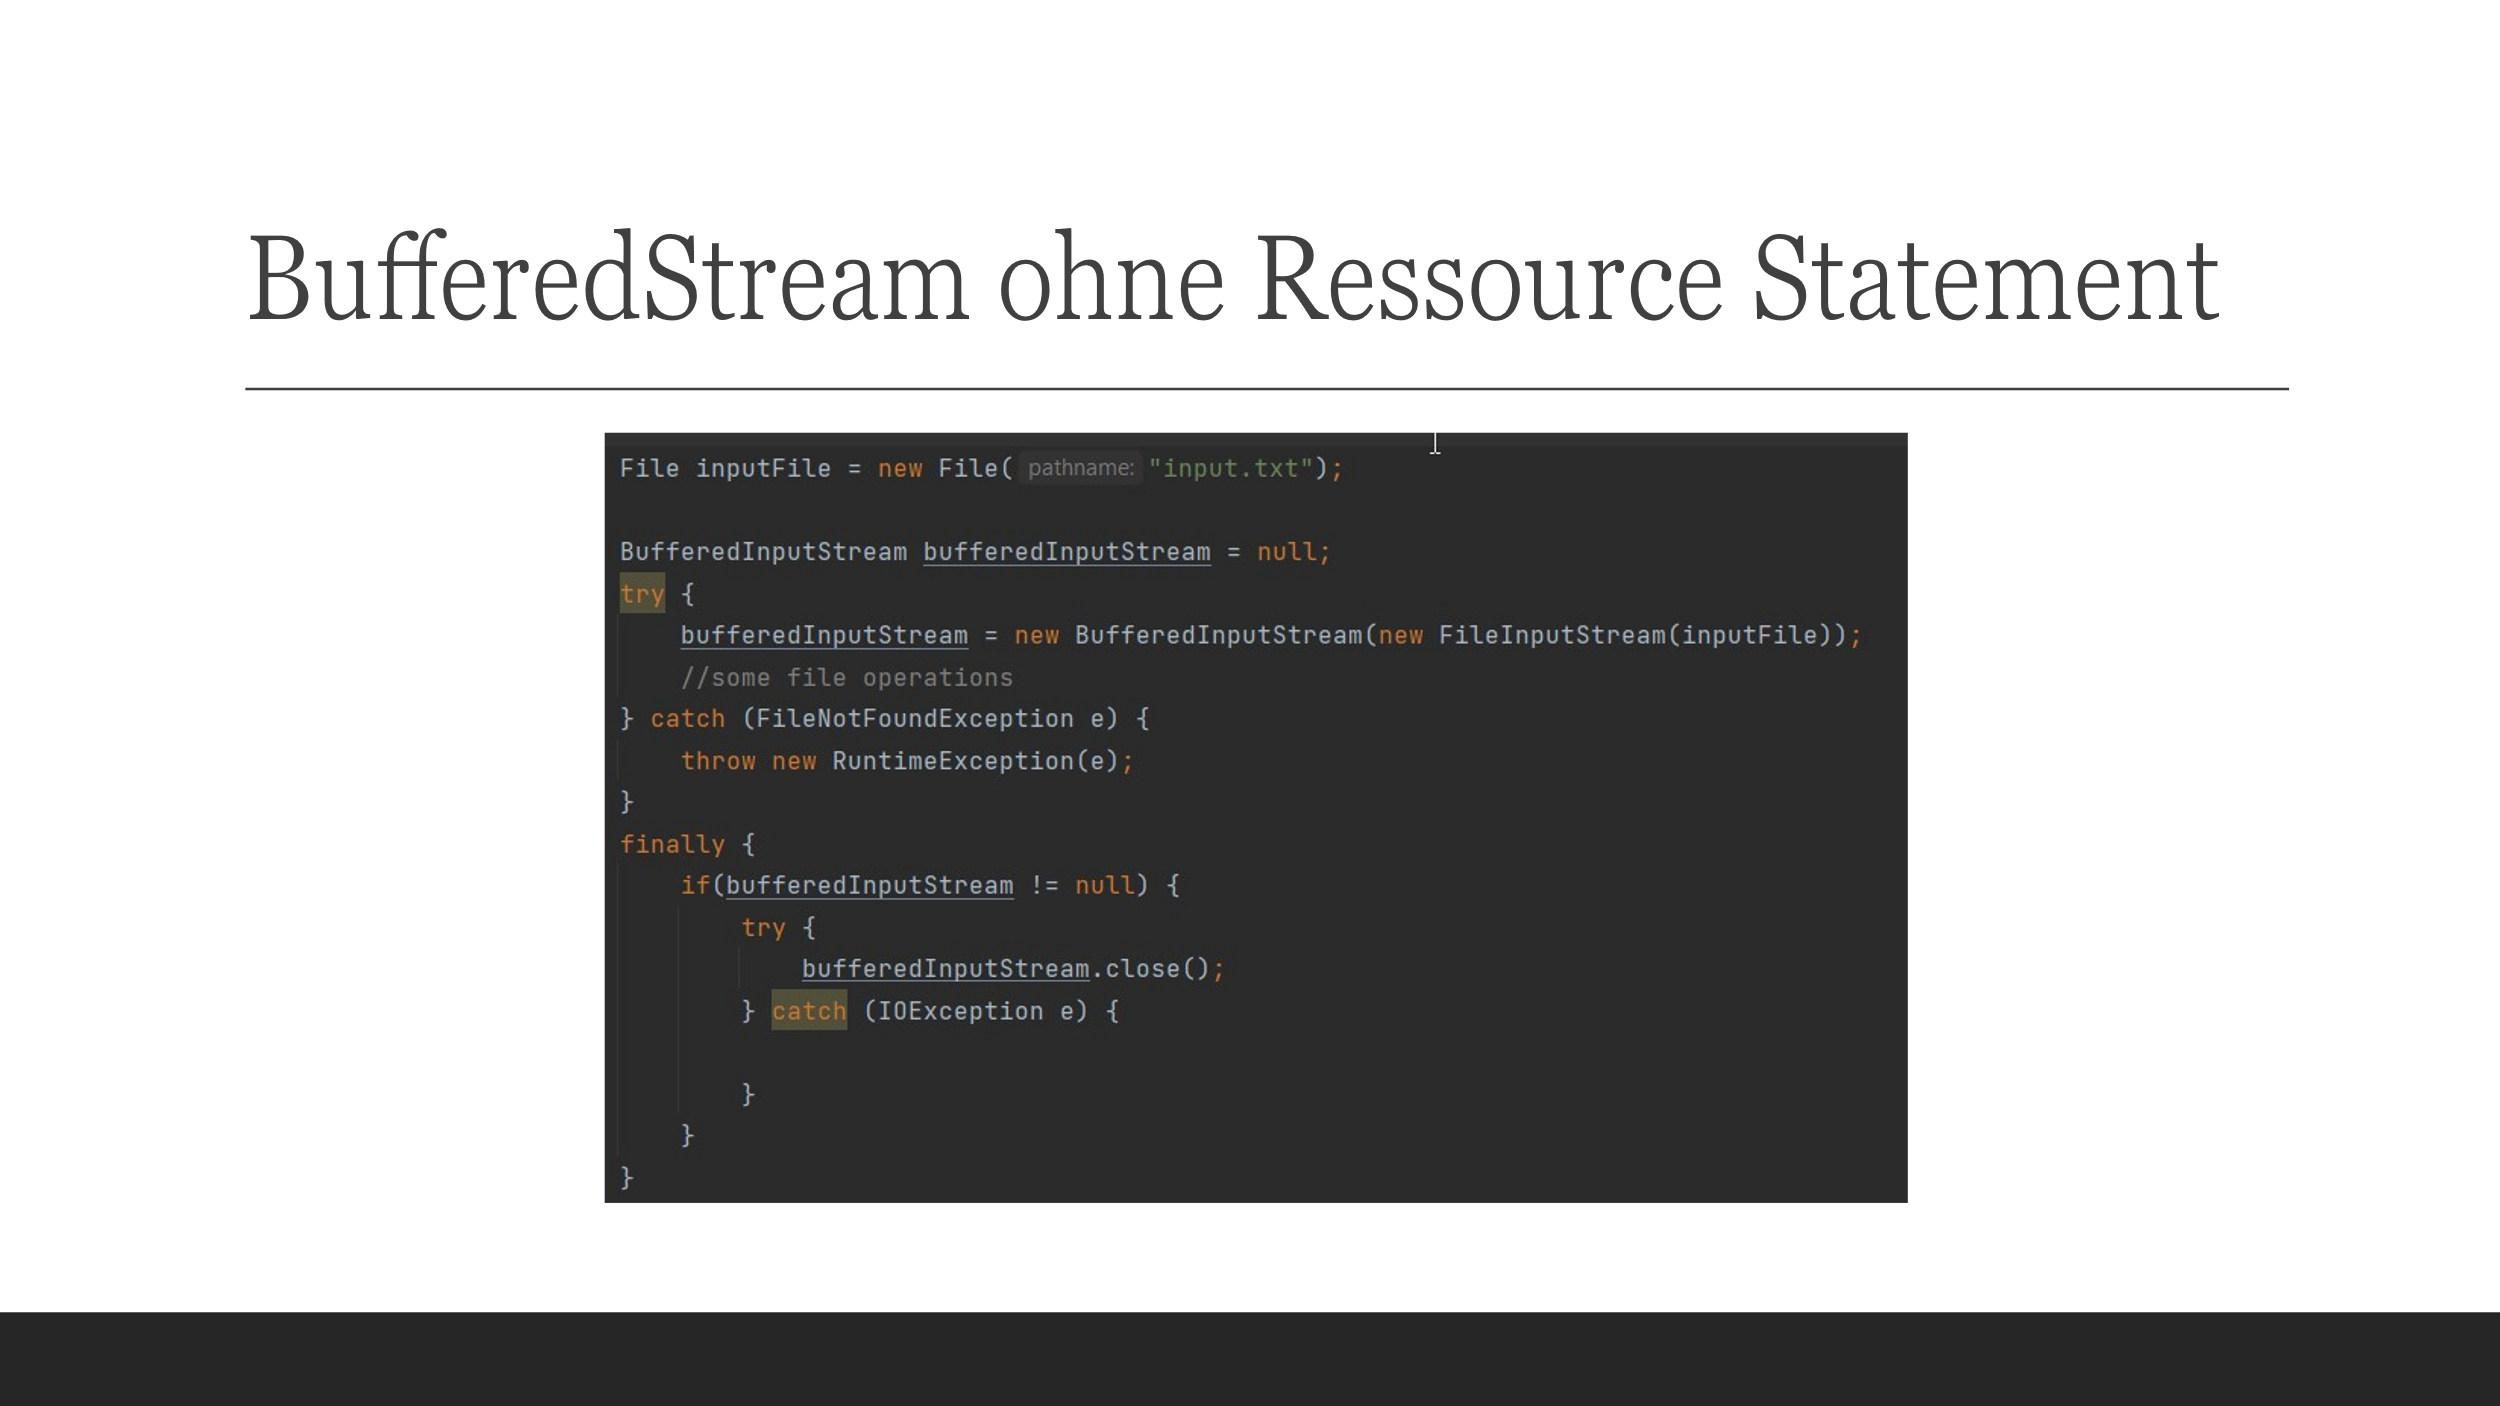 BufferedStream ohne Ressource Statement
File inputFile = new File( pathname: "input.txt");
BufferedInputStream bufferedInputStream = null;
try {
    bufferedInputStream = new BufferedInputStream(new FileInputStream(inputFile));
    //some file operations
} catch (FileNotFoundException e) {
    throw new RuntimeException(e);
}
finally {
    if(bufferedInputStream != null) {
        try {
            bufferedInputStream.close();
        } catch (IOException e) {
        }
    }
}